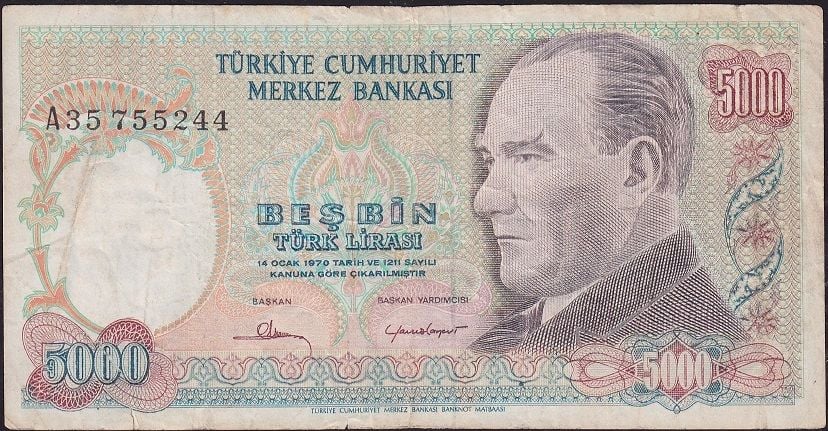 TÜRKİYE CUMHURİYET
MERKEZ BANKASI
5000
A35 755244
BEŞ BİN
TÜRK LİRASI
14 OCAK 1970 TARİH VE 1211 SAYILI
KANUNA GÖRE ÇIKARILMIŞTIR
BAŞKAN
BAŞKAN YARDIMCISI
5000
5000
TÜRKİYE CUMHURİYET MERKEZ BANKASI BANKNOT MATBAASI